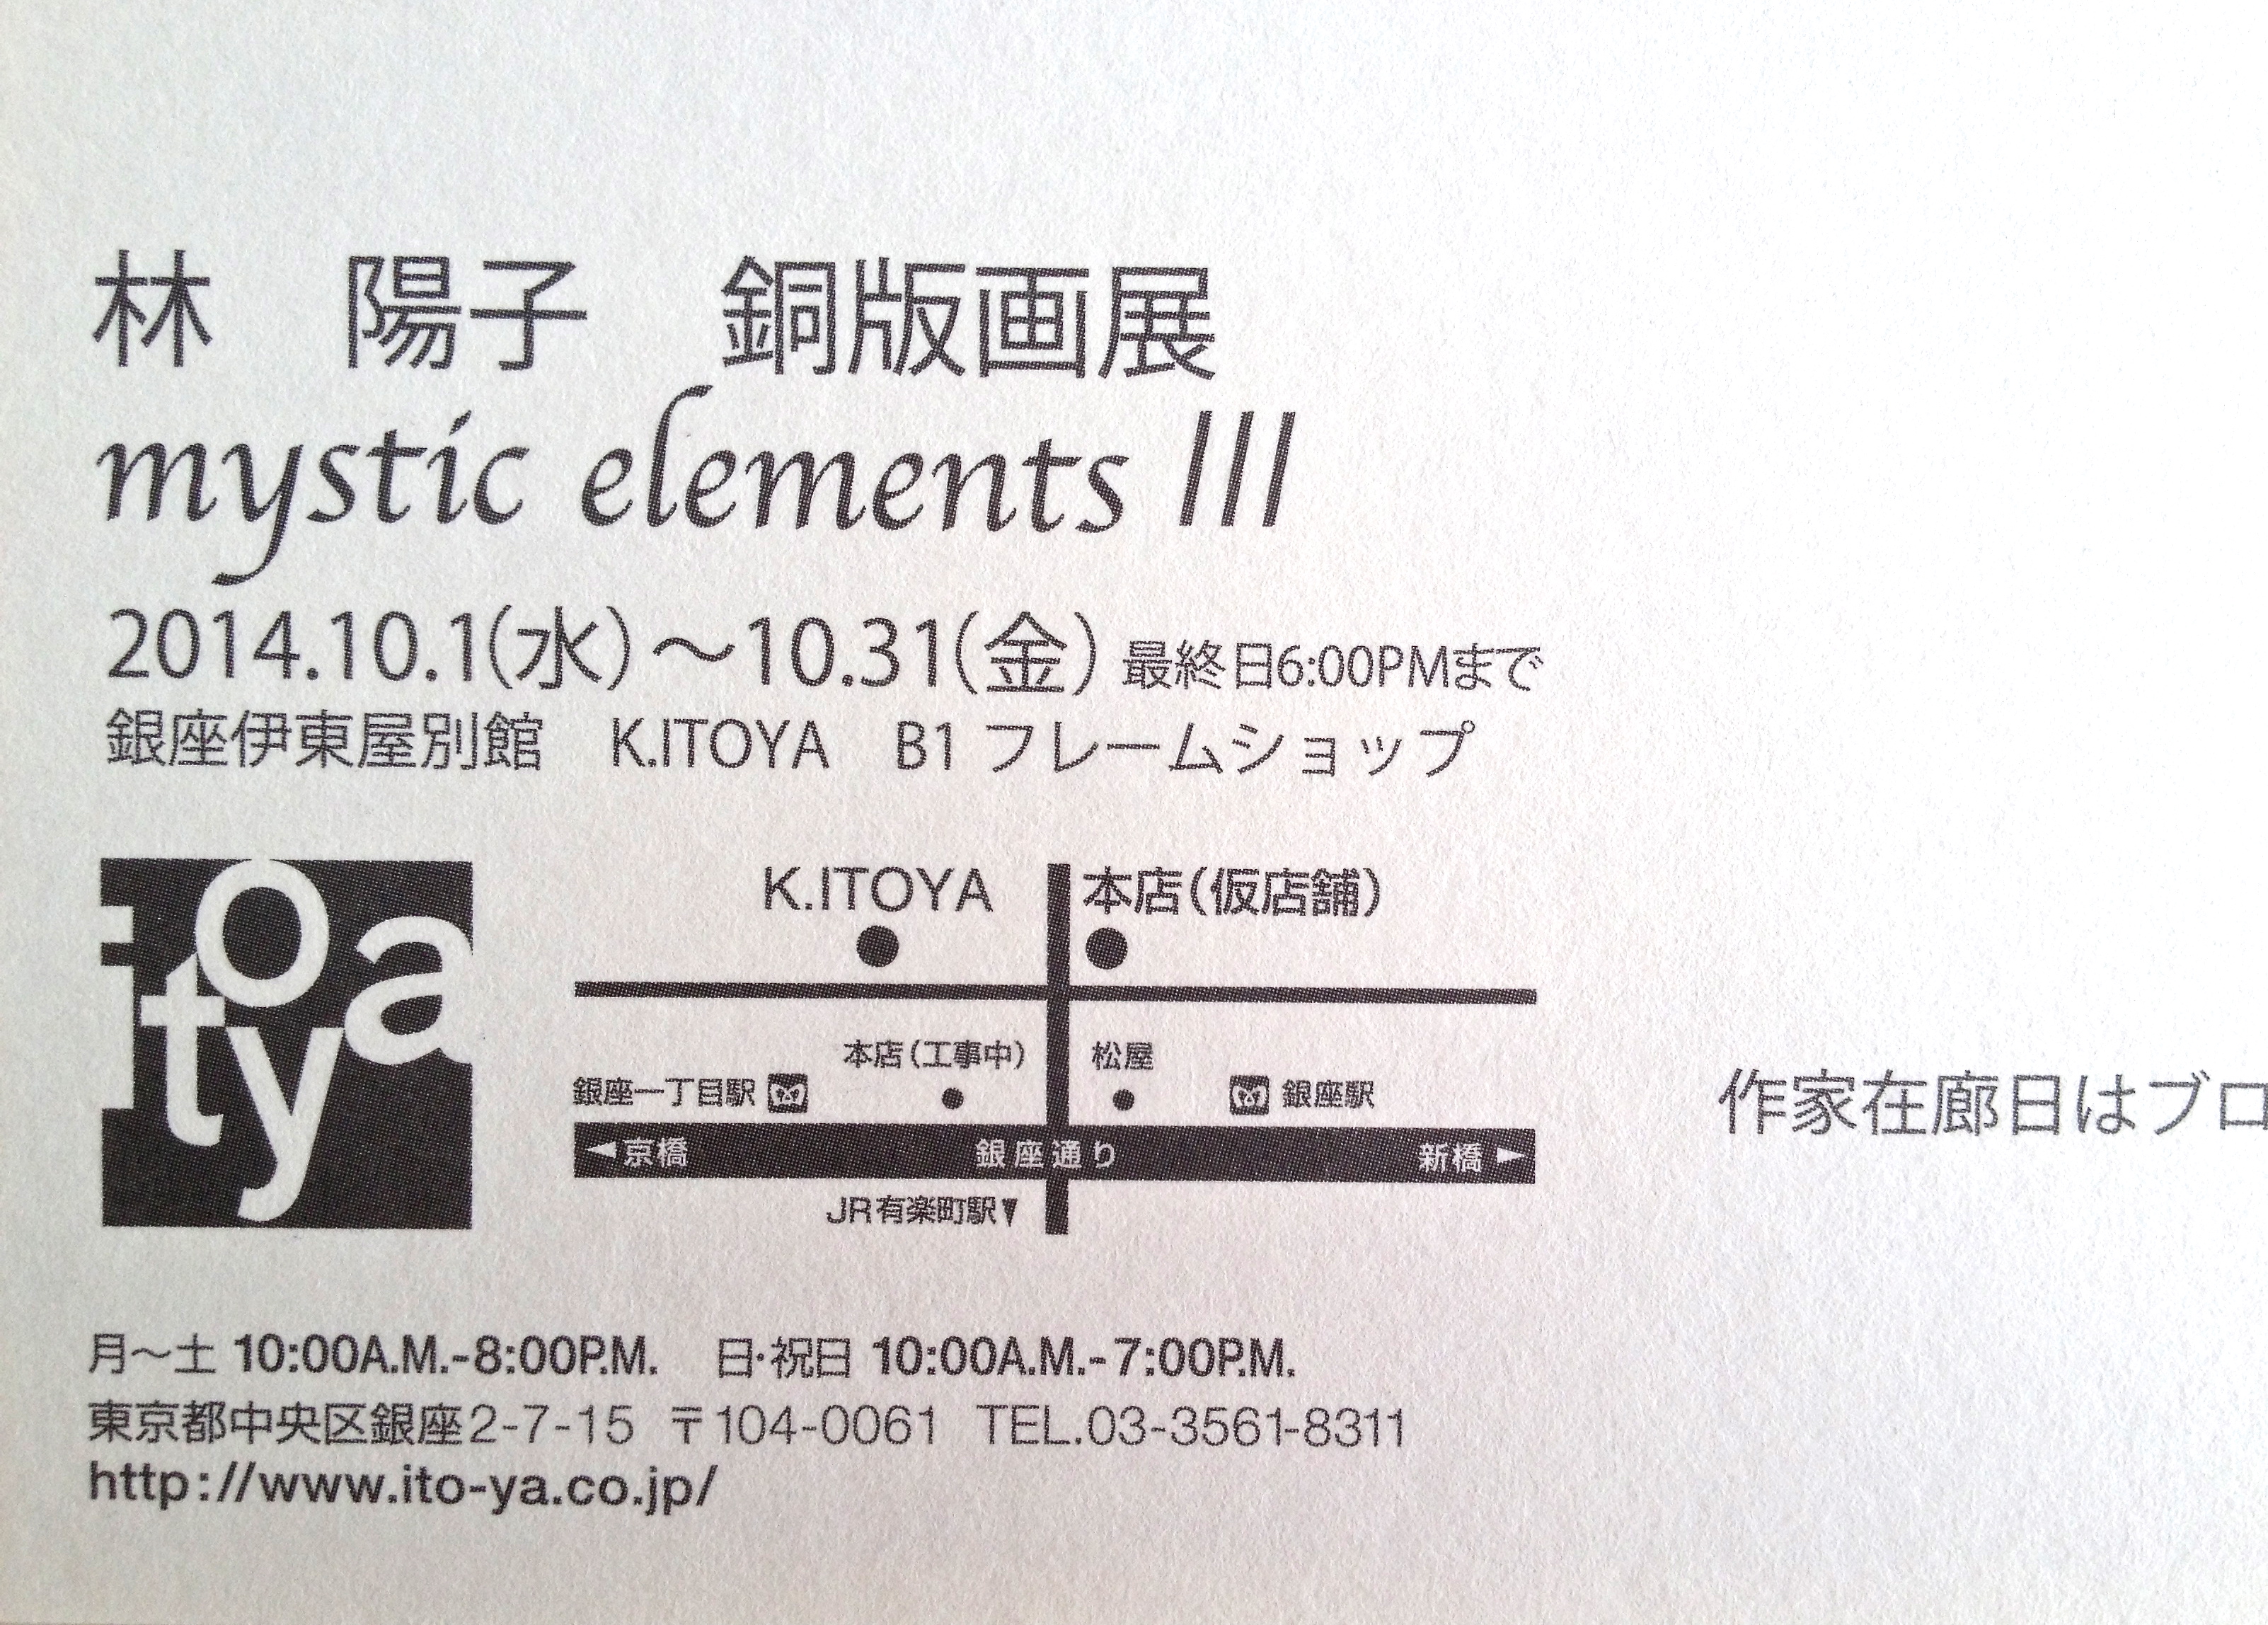 林　陽子　銅版画展
mystic elements III
2014.10.1(水)～10.31(金) 最終日6:00PMまで
銀座伊東屋別館　K.ITOYA　B1 フレームショップ
itoya
K.ITOYA 本店(仮店舗)
本店(工事中) 松屋
銀座一丁目駅 銀座駅
◀京橋 銀座通り 新橋▶
JR有楽町駅▼
作家在廊日はブロ
月～土 10:00A.M.-8:00P.M.　日・祝日 10:00A.M.-7:00P.M.
東京都中央区銀座2-7-15 〒104-0061 TEL.03-3561-8311
http://www.ito-ya.co.jp/